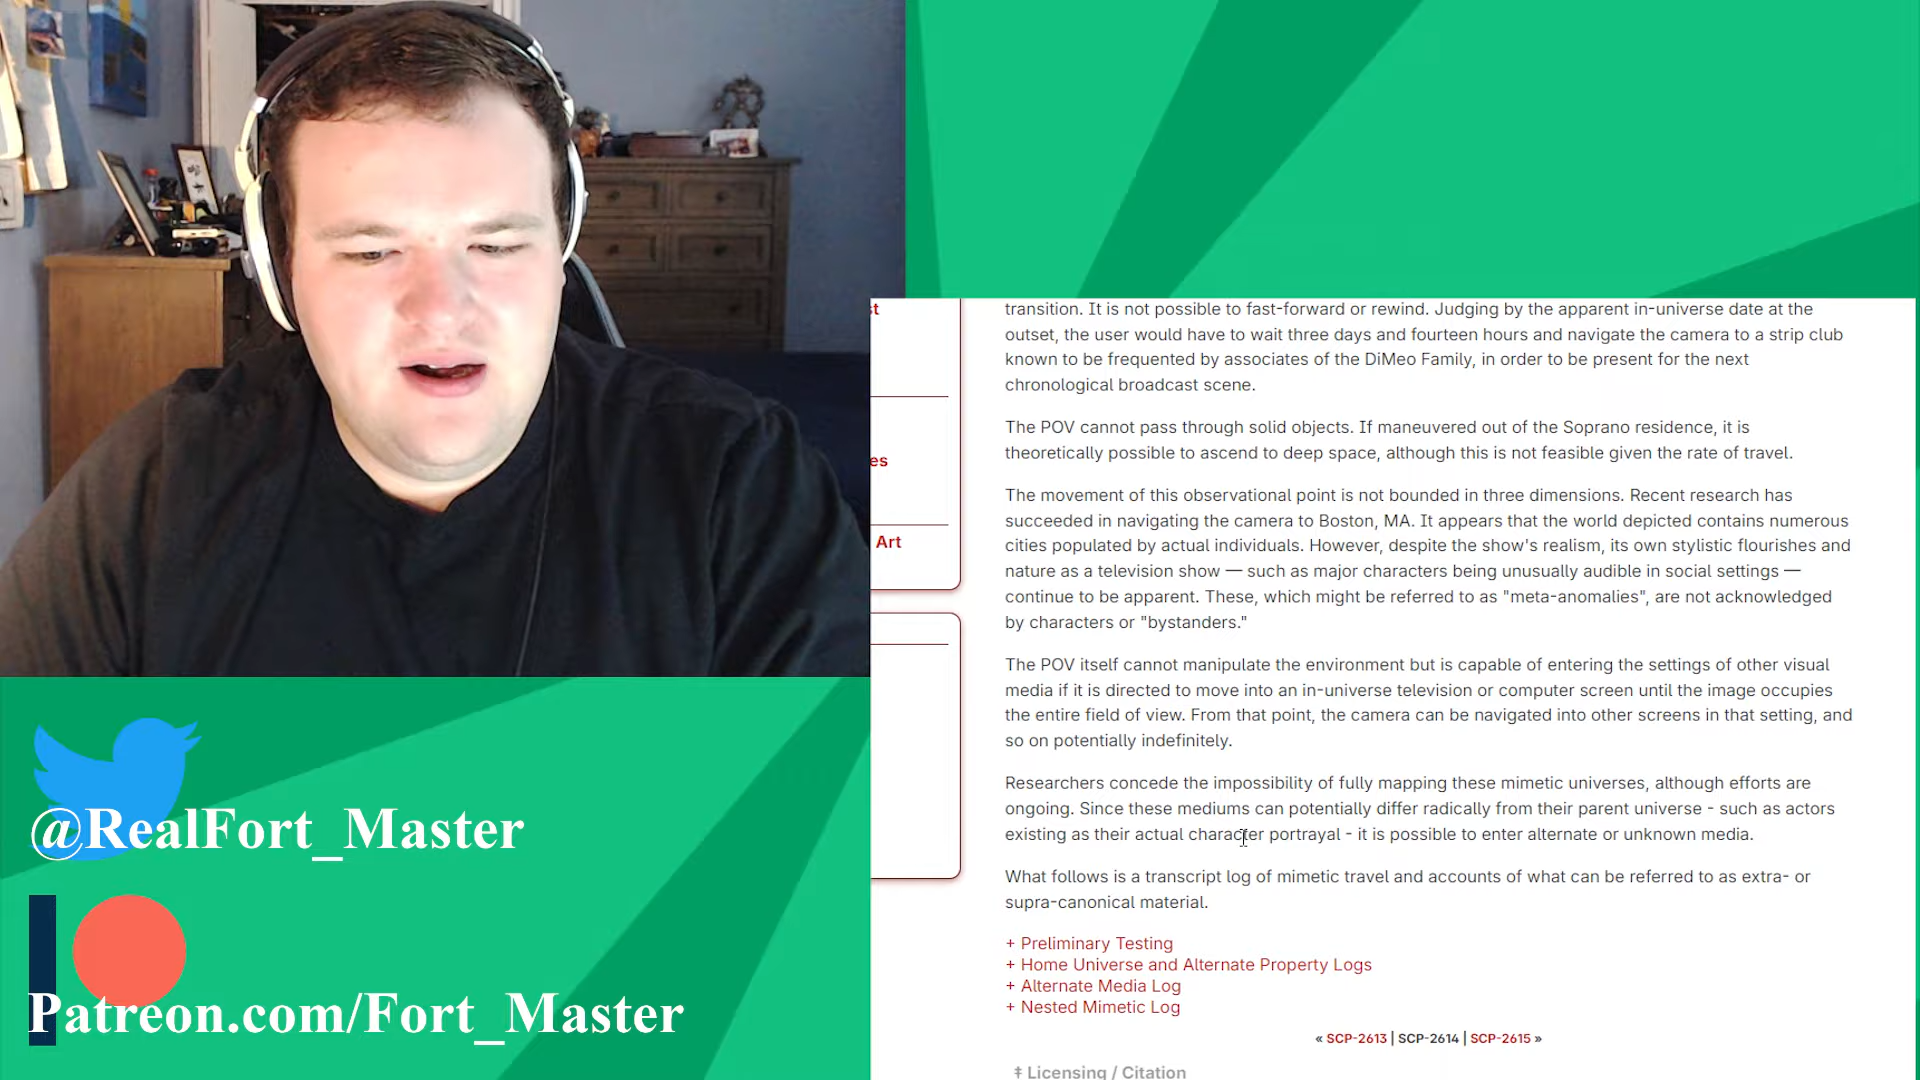 transition. It is not possible to fast-forward or rewind. Judging by the apparent in-universe date at the
outset, the user would have to wait three days and fourteen hours and navigate the camera to a strip club
known to be frequented by associates of the DiMeo Family, in order to be present for the next
chronological broadcast scene.
The POV cannot pass through solid objects. If maneuvered out of the Soprano residence, it is
theoretically possible to ascend to deep space, although this is not feasible given the rate of travel.
The movement of this observational point is not bounded in three dimensions. Recent research has
succeeded in navigating the camera to Boston, MA. It appears that the world depicted contains numerous
cities populated by actual individuals. However, despite the show's realism, its own stylistic flourishes and
nature as a television show — such as major characters being unusually audible in social settings —
continue to be apparent. These, which might be referred to as "meta-anomalies", are not acknowledged
by characters or "bystanders."
The POV itself cannot manipulate the environment but is capable of entering the settings of other visual
media if it is directed to move into an in-universe television or computer screen until the image occupies
the entire field of view. From that point, the camera can be navigated into other screens in that setting, and
so on potentially indefinitely.
Researchers concede the impossibility of fully mapping these mimetic universes, although efforts are
ongoing. Since these mediums can potentially differ radically from their parent universe - such as actors
existing as their actual character portrayal - it is possible to enter alternate or unknown media.
What follows is a transcript log of mimetic travel and accounts of what can be referred to as extra- or
supra-canonical material.
+ Preliminary Testing
+ Home Universe and Alternate Property Logs
+ Alternate Media Log
+ Nested Mimetic Log
« SCP-2613 | SCP-2614 | SCP-2615 »
‡ Licensing / Citation
st
es
Art
@RealFort_Master
Patreon.com/Fort_Master